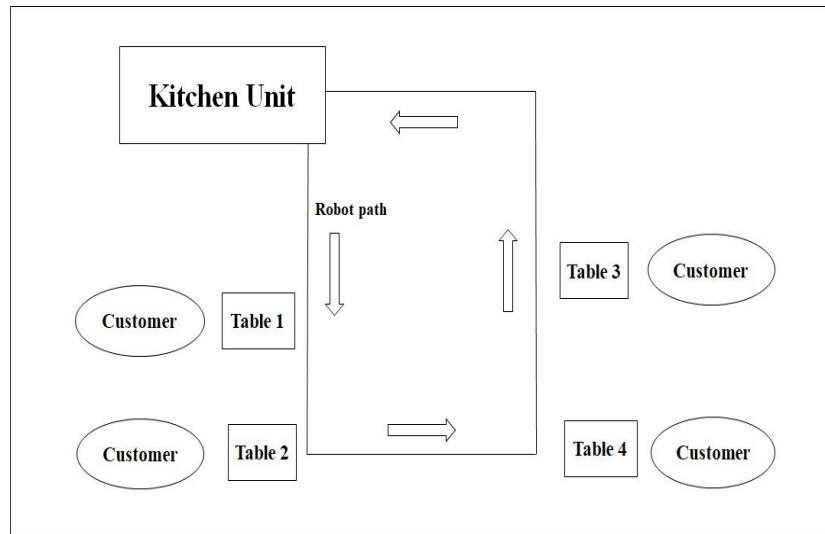 Kitchen Unit
Robot path
Table 3
Customer
Customer
Table 1
Customer
Table 2
Table 4
Customer